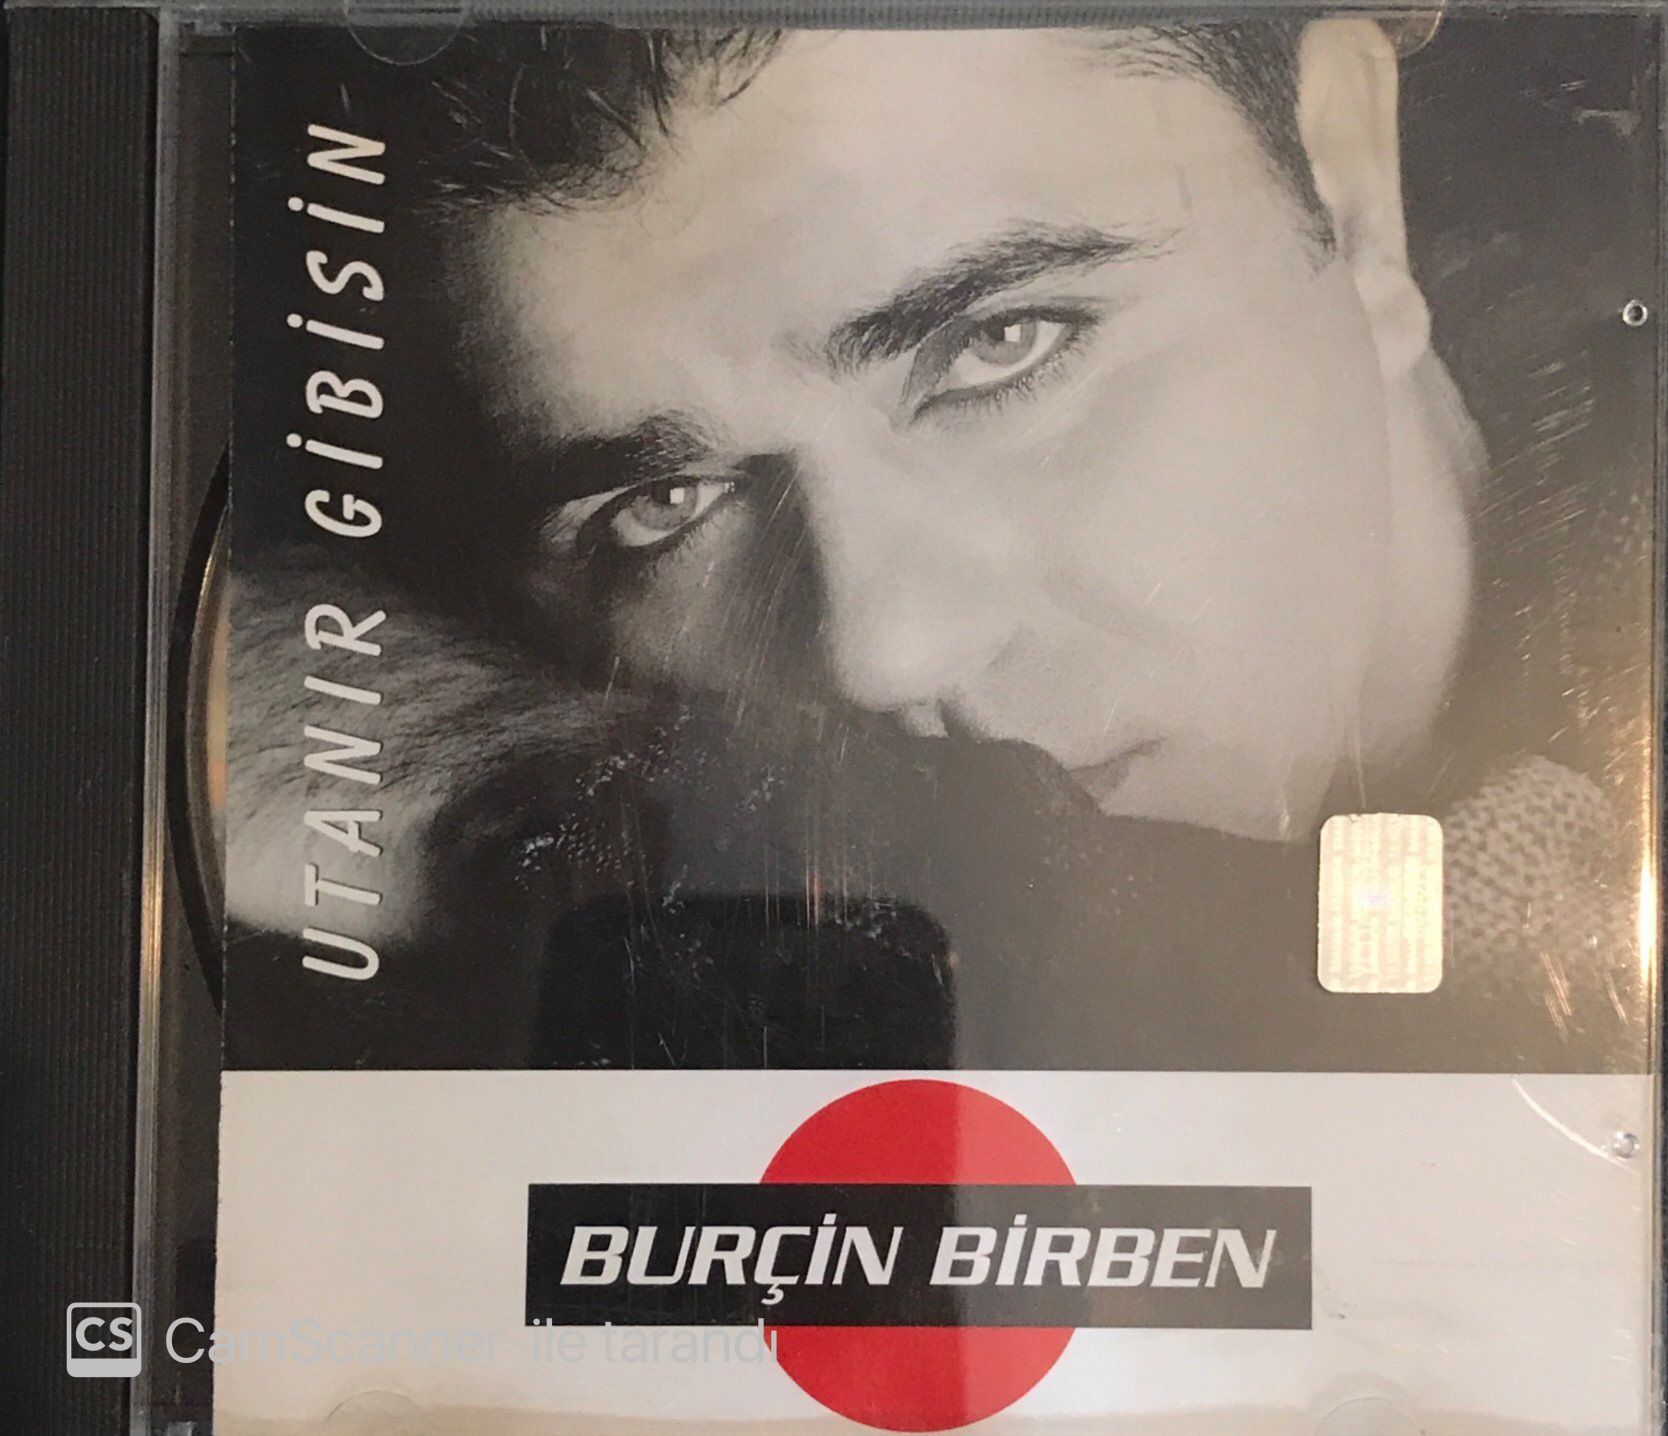 UTANIR GİBİSİN
BURÇİN BİRBEN
CS CamScanner ile tarandı